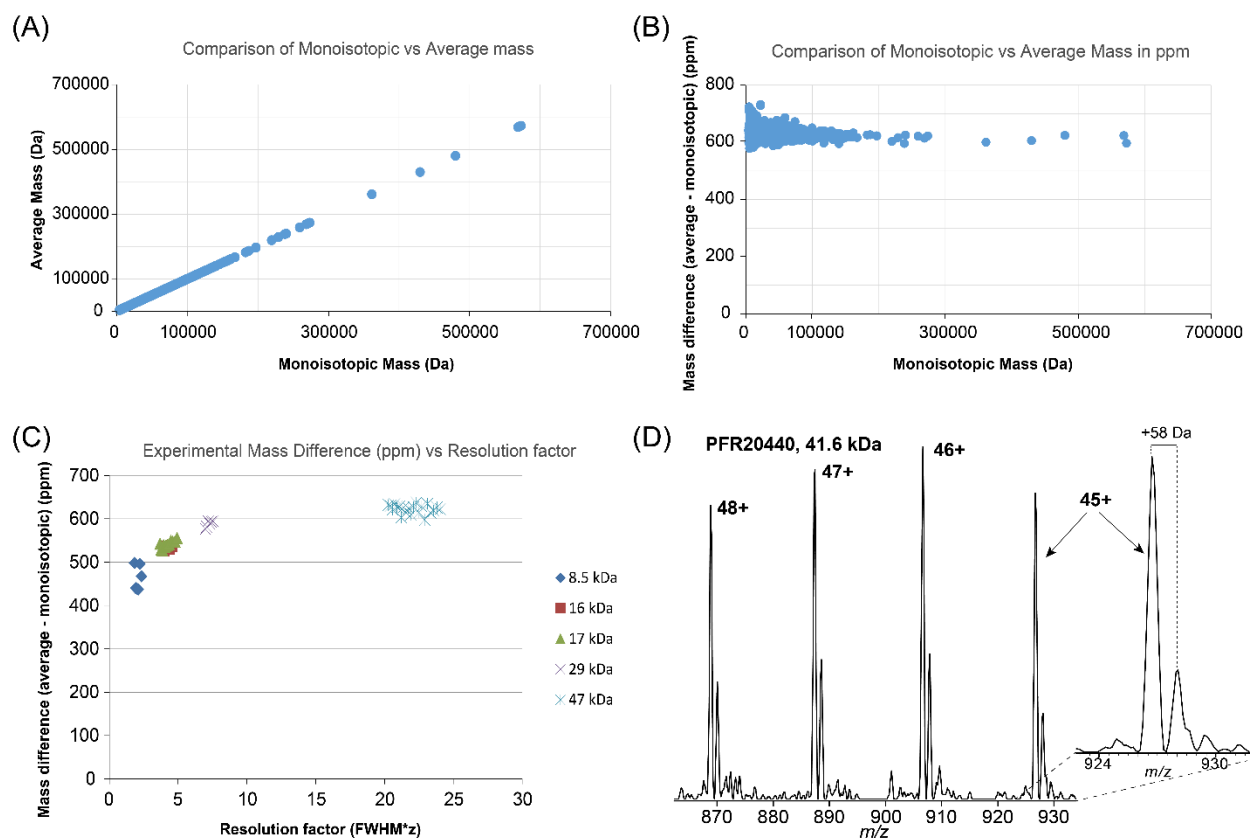 (A)
Comparison of Monoisotopic vs Average mass
Average Mass (Da)
700000
500000
300000
100000
0
0
100000
300000
500000
700000
Monoisotopic Mass (Da)
(B)
Comparison of Monoisotopic vs Average Mass in ppm
Mass difference (average - monoisotopic) (ppm)
800
600
400
200
0
0
100000
300000
500000
700000
Monoisotopic Mass (Da)
(C)
Experimental Mass Difference (ppm) vs Resolution factor
Mass difference (average - monoisotopic) (ppm)
700
600
500
400
300
200
100
0
0
5
10
15
20
25
30
Resolution factor (FWHM*z)
8.5 kDa
16 kDa
17 kDa
29 kDa
47 kDa
(D)
PFR20440, 41.6 kDa
48+
47+
46+
45+
+58 Da
924
m/z
930
870
880
890
900
910
920
930
m/z